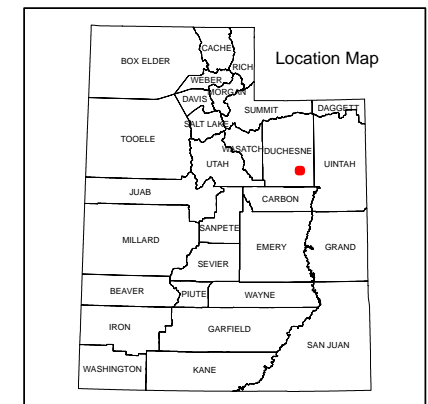 Location Map
CACHE
BOX ELDER
RICH
WEBER
MORGAN
DAVIS
SUMMIT
DAGGETT
SALT LAKE
TOOELE
WASATCH
DUCHESNE
UTAH
UINTAH
JUAB
CARBON
SANPETE
MILLARD
EMERY
GRAND
SEVIER
BEAVER
PIUTE
WAYNE
IRON
GARFIELD
SAN JUAN
WASHINGTON
KANE